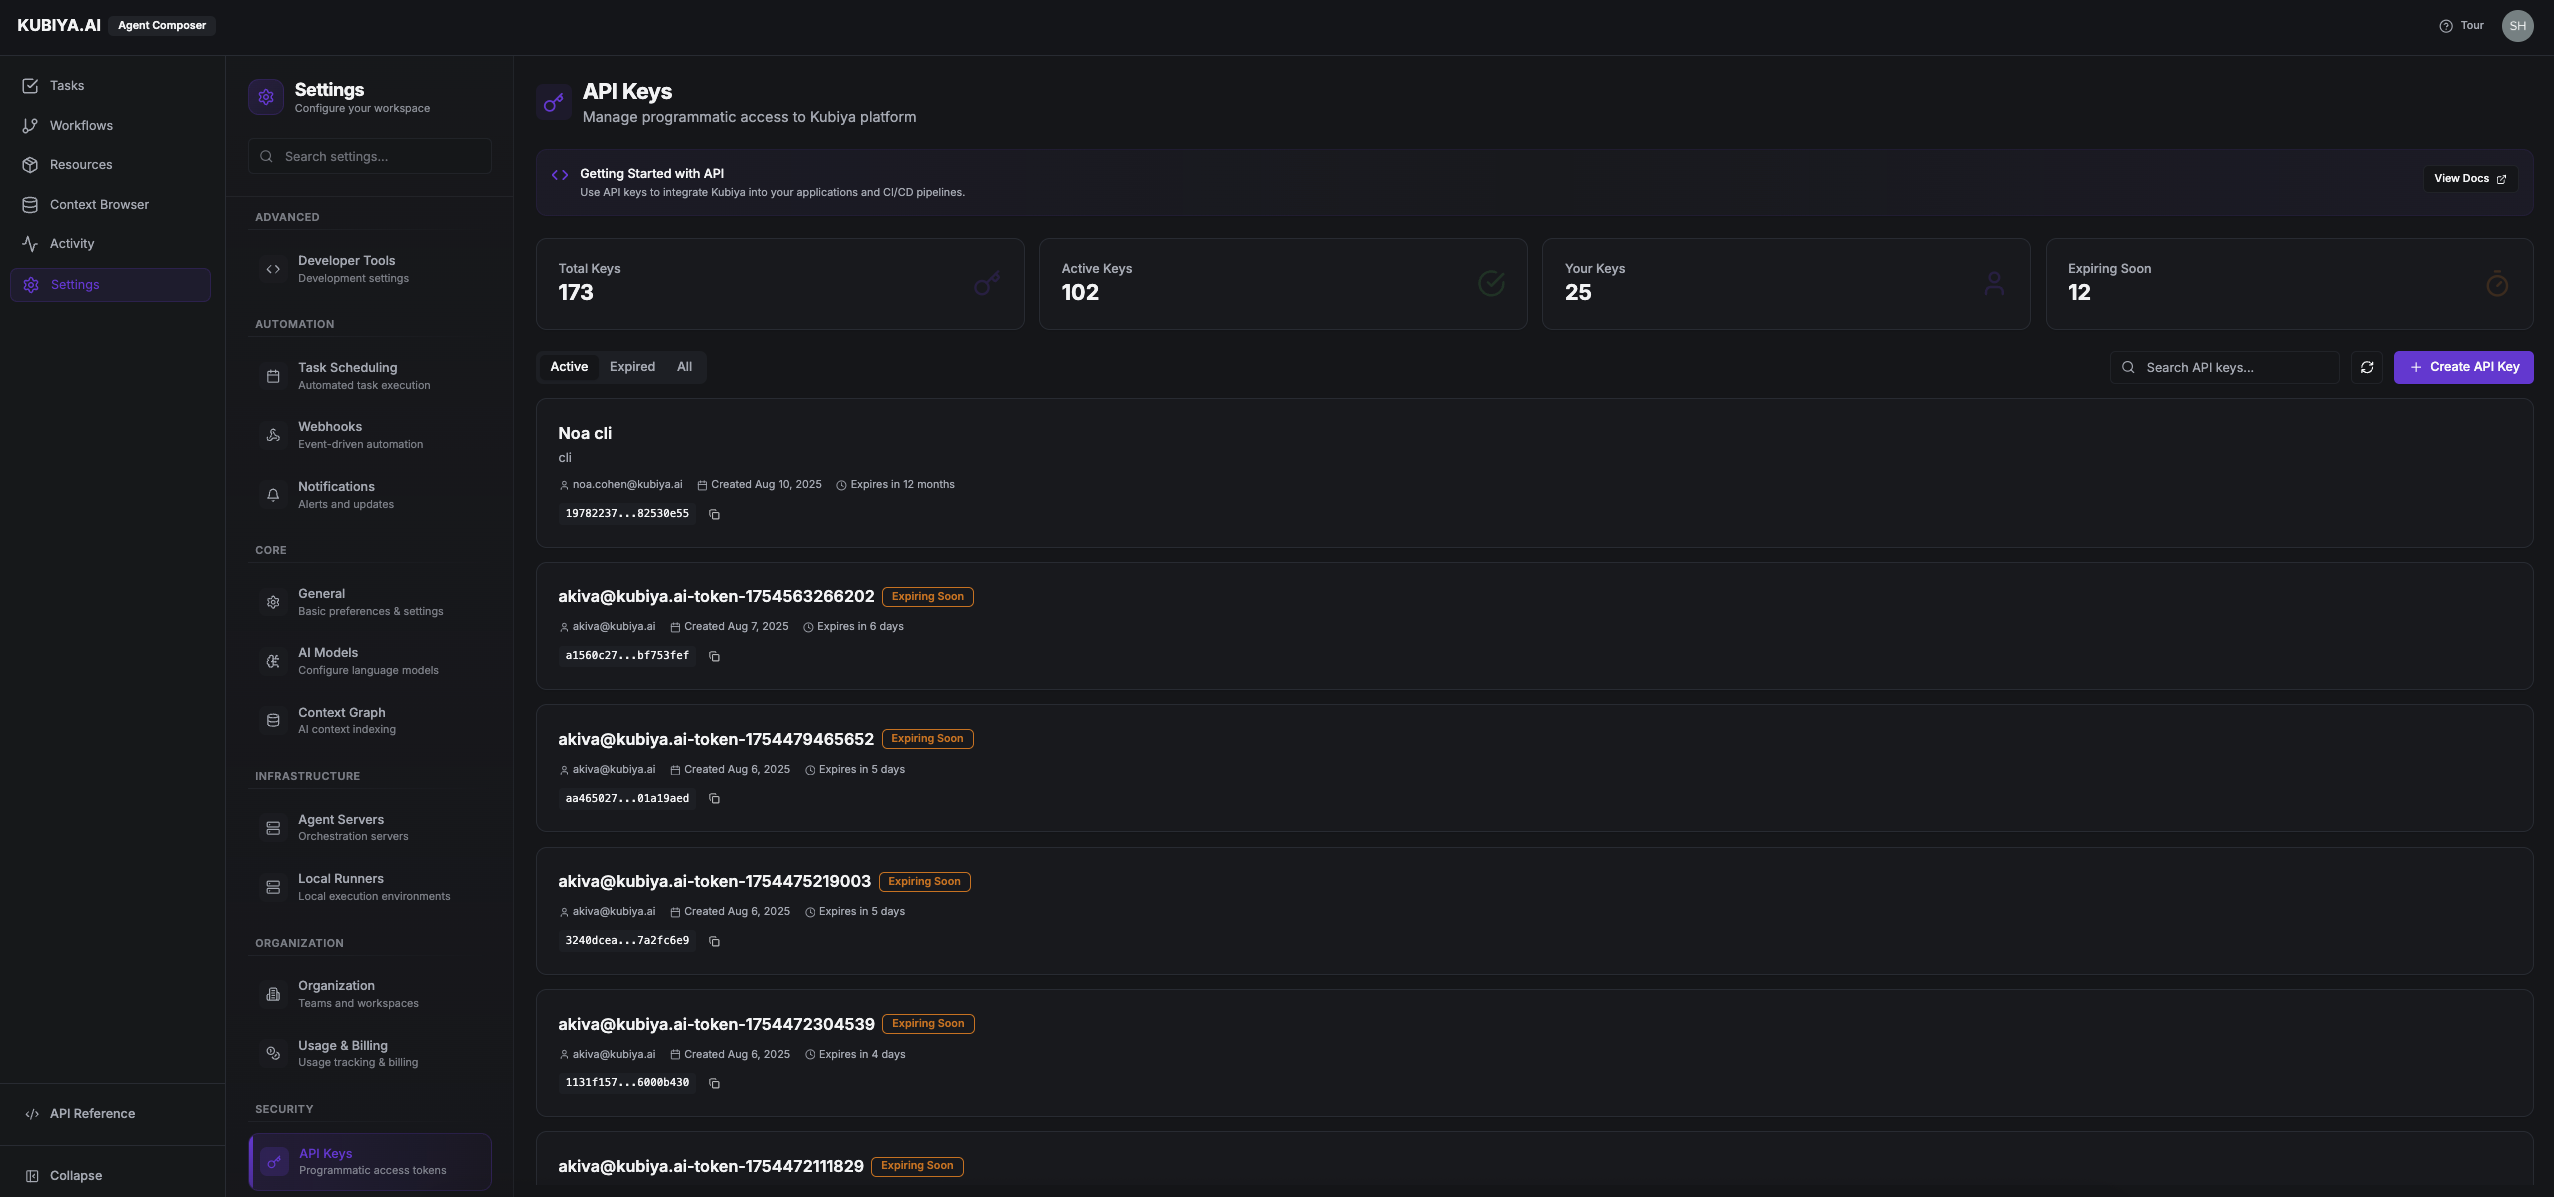 KUBIYA.AI Agent Composer
Tour SH
Tasks
Workflows
Resources
Context Browser
Activity
Settings
API Reference
Collapse
Settings
Configure your workspace
Search settings...
ADVANCED
Developer Tools
Development settings
AUTOMATION
Task Scheduling
Automated task execution
Webhooks
Event-driven automation
Notifications
Alerts and updates
CORE
General
Basic preferences & settings
AI Models
Configure language models
Context Graph
AI context indexing
INFRASTRUCTURE
Agent Servers
Orchestration servers
Local Runners
Local execution environments
ORGANIZATION
Organization
Teams and workspaces
Usage & Billing
Usage tracking & billing
SECURITY
API Keys
Programmatic access tokens
API Keys
Manage programmatic access to Kubiya platform
Getting Started with API
Use API keys to integrate Kubiya into your applications and CI/CD pipelines.
View Docs
Total Keys
173
Active Keys
102
Your Keys
25
Expiring Soon
12
Active Expired All
Search API keys...
Create API Key
Noa cli
cli
noa.cohen@kubiya.ai Created Aug 10, 2025 Expires in 12 months
19782237...82530e55
akiva@kubiya.ai-token-1754563266202 Expiring Soon
akiva@kubiya.ai Created Aug 7, 2025 Expires in 6 days
a1560c27...bf753fef
akiva@kubiya.ai-token-1754479465652 Expiring Soon
akiva@kubiya.ai Created Aug 6, 2025 Expires in 5 days
aa465027...01a19aed
akiva@kubiya.ai-token-1754475219003 Expiring Soon
akiva@kubiya.ai Created Aug 6, 2025 Expires in 5 days
3240dcea...7a2fc6e9
akiva@kubiya.ai-token-1754472304539 Expiring Soon
akiva@kubiya.ai Created Aug 6, 2025 Expires in 4 days
1131f157...6000b430
akiva@kubiya.ai-token-1754472111829 Expiring Soon